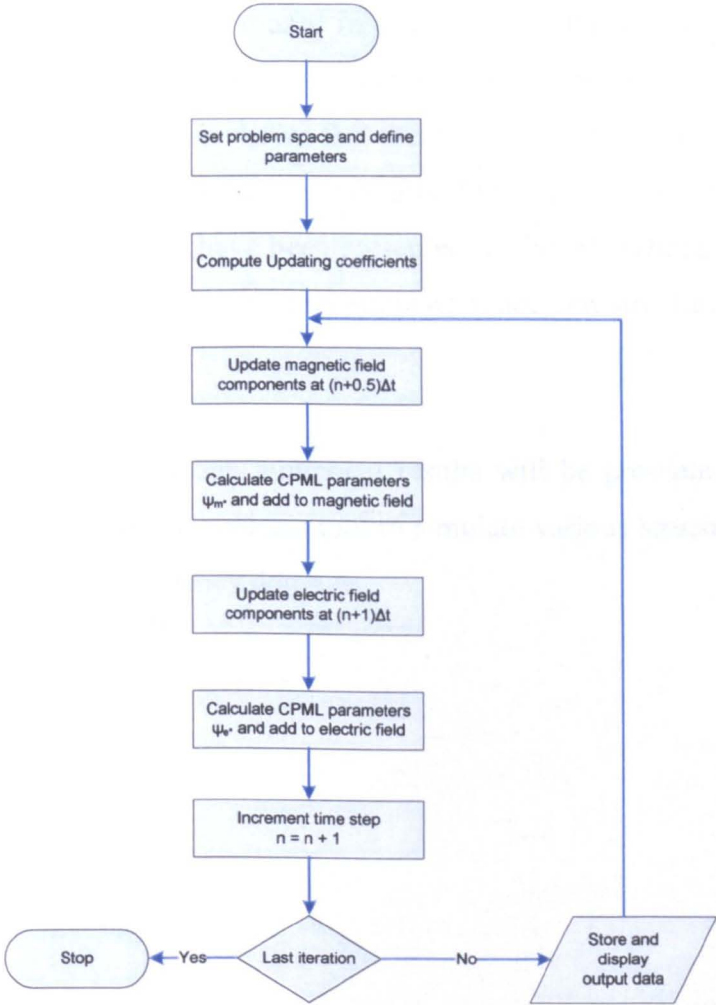 Start
Set problem space and define
parameters
Compute Updating coefficients
Update magnetic field
components at (n+0.5)Δt
Calculate CPML parameters
ψm* and add to magnetic field
Update electric field
components at (n+1)Δt
Calculate CPML parameters
ψe* and add to electric field
Increment time step
n = n + 1
Stop
Yes
Last iteration
No
Store and
display
output data